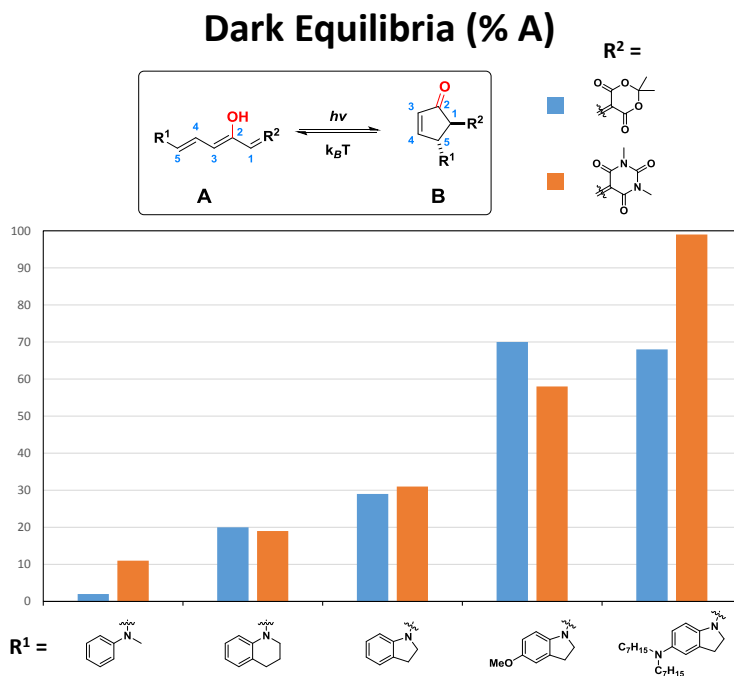 Dark Equilibria (% A)
R² =
OH
R¹
R²
4
2
5
3
1
A
hv
k_BT
O
3
2
1
R²
4
5
R¹
B
O
O
O
O
N
O
O
N
O
100
90
80
70
60
50
40
30
20
10
0
R¹ =
N
N
N
N
MeO
N
C₇H₁₅
N
C₇H₁₅